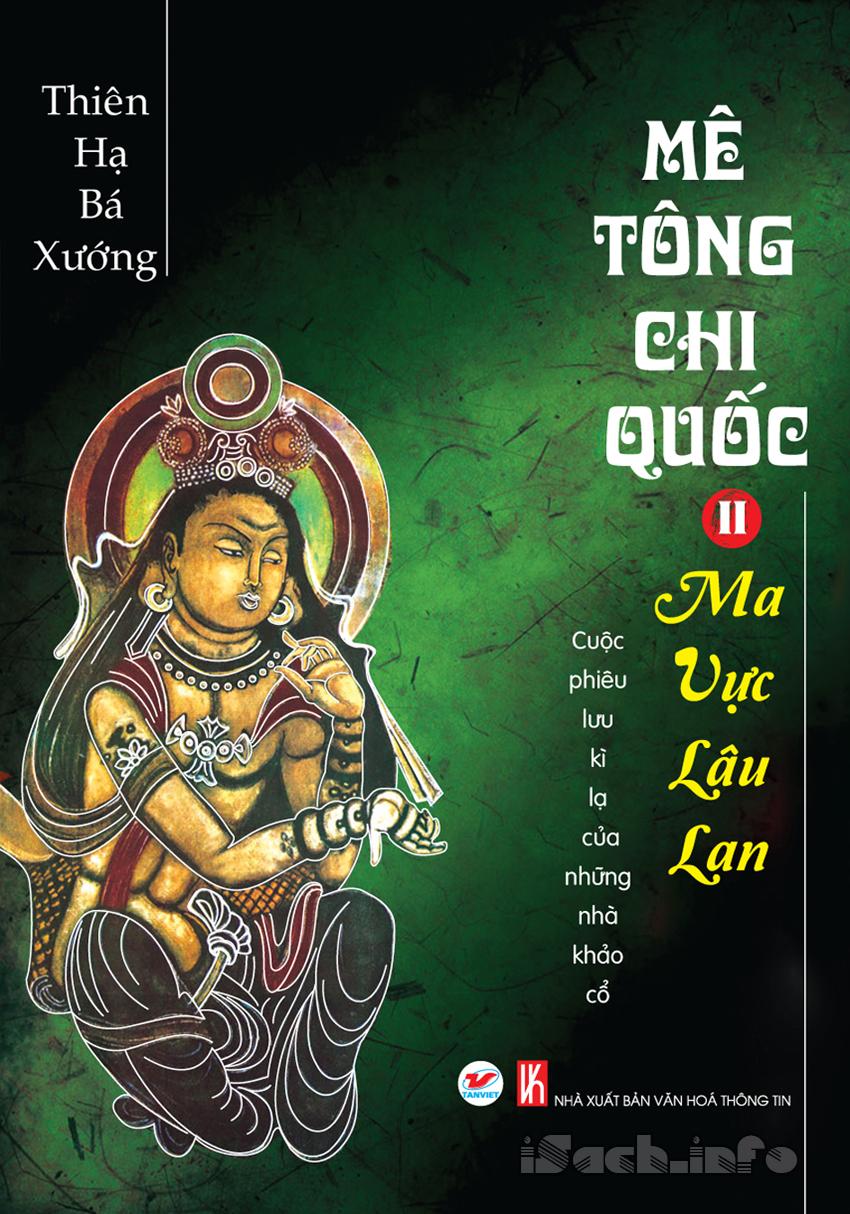 Thiên
Hạ
Bá
Xướng
MÊ
TÔNG
CHI
QUỐC
II
Ma
Vực
Lâu
Lan
Cuộc
phiêu
lưu
kì
lạ
của
những
nhà
khảo
cổ
TANVIET
NHÀ XUẤT BẢN VĂN HOÁ THÔNG TIN
iSach.info